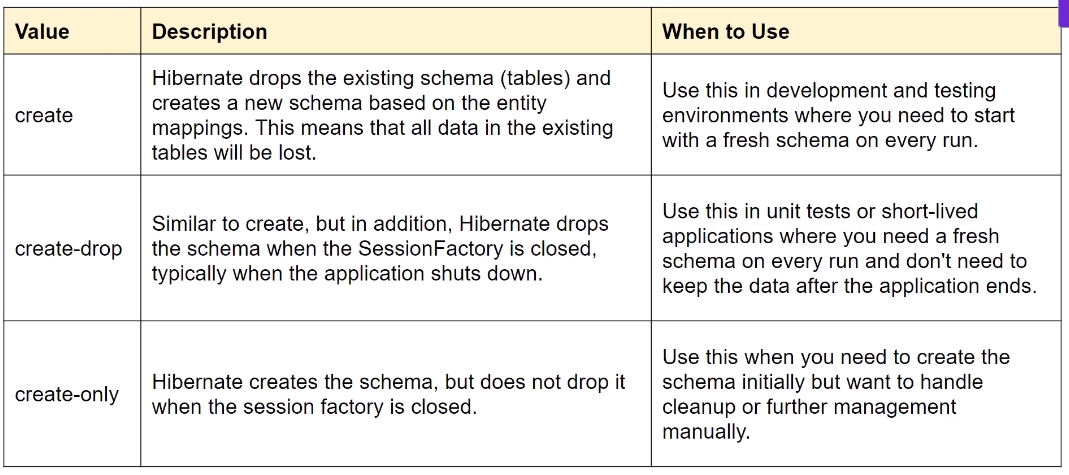 Value
Description
When to Use
create
Hibernate drops the existing schema (tables) and
creates a new schema based on the entity
mappings. This means that all data in the existing
tables will be lost.
Use this in development and testing
environments where you need to start
with a fresh schema on every run.
create-drop
Similar to create, but in addition, Hibernate drops
the schema when the SessionFactory is closed,
typically when the application shuts down.
Use this in unit tests or short-lived
applications where you need a fresh
schema on every run and don't need to
keep the data after the application ends.
create-only
Hibernate creates the schema, but does not drop it
when the session factory is closed.
Use this when you need to create the
schema initially but want to handle
cleanup or further management
manually.